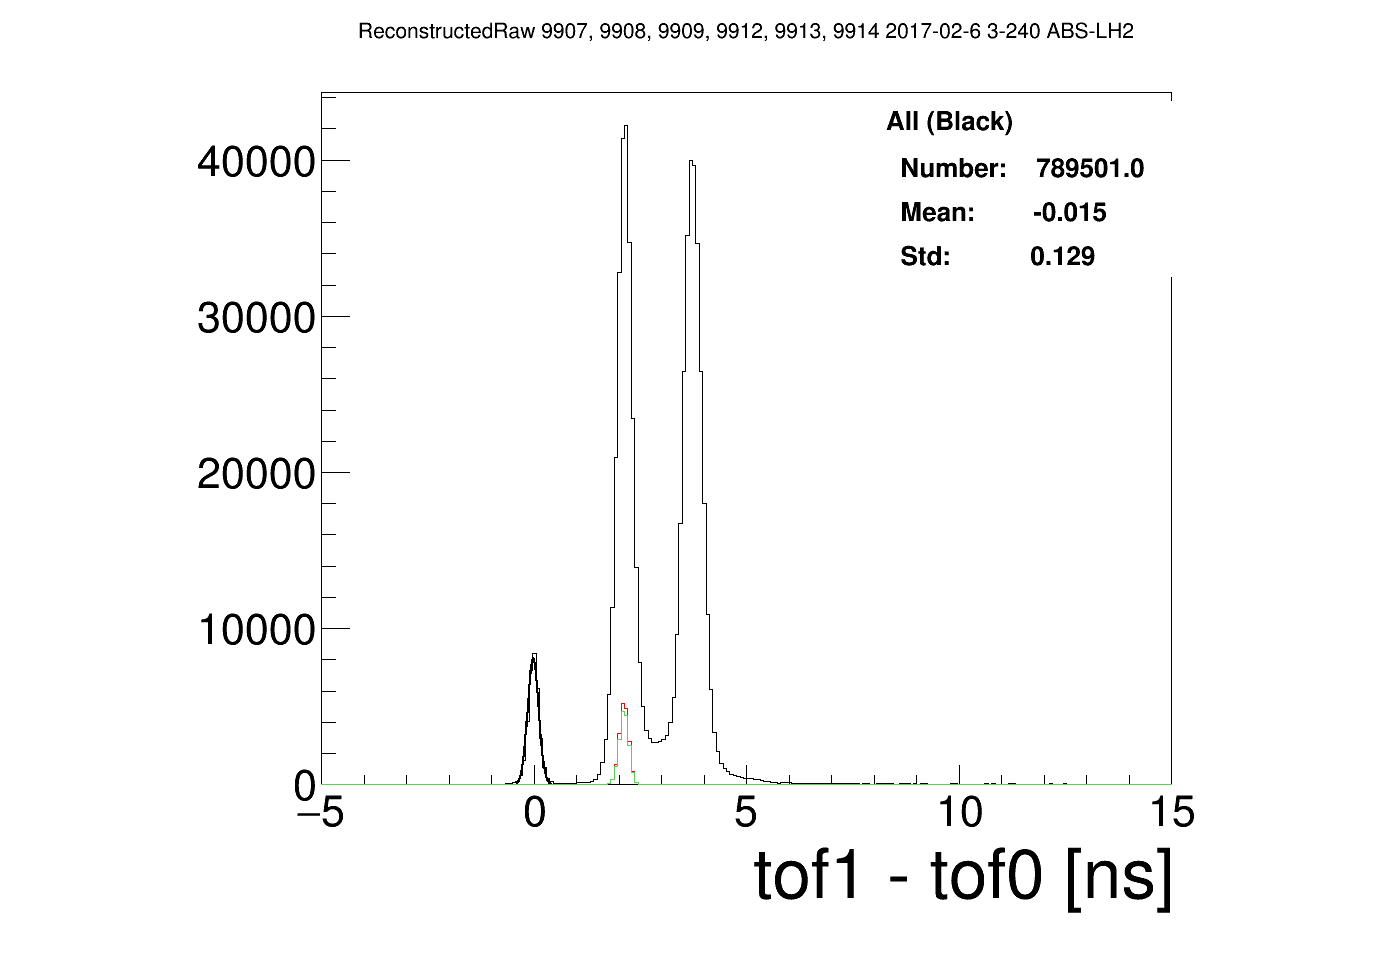 ReconstructedRaw 9907, 9908, 9909, 9912, 9913, 9914 2017-02-6 3-240 ABS-LH2
All (Black)
Number: 789501.0
Mean: -0.015
Std: 0.129
40000
30000
20000
10000
0
−5 0 5 10 15
tof1 - tof0 [ns]